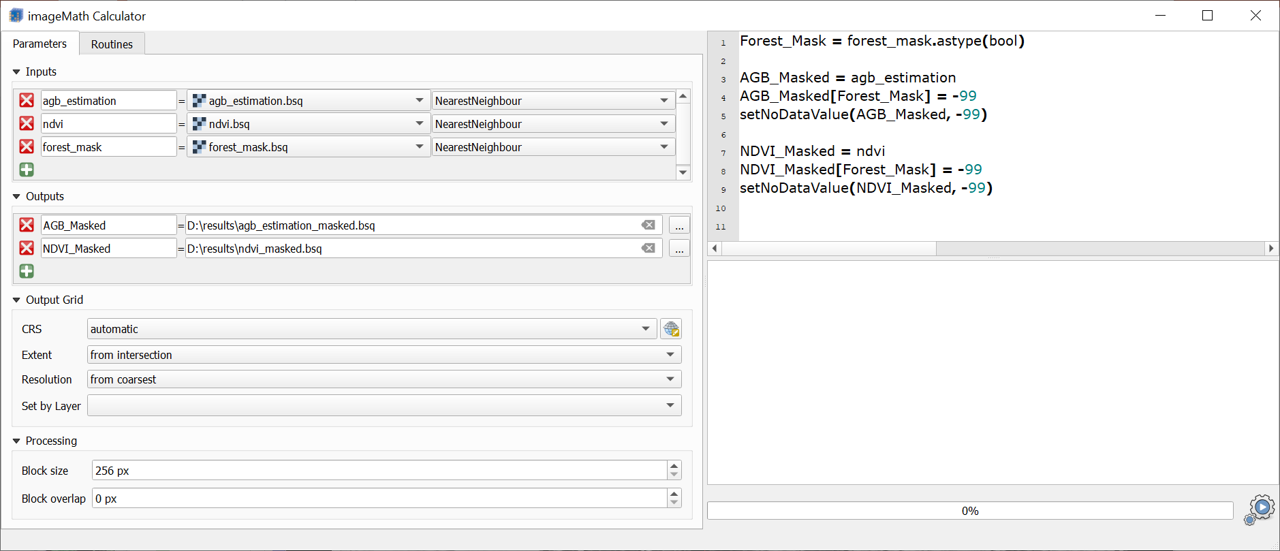 imageMath Calculator
Parameters
Routines
Inputs
agb_estimation = agb_estimation.bsq NearestNeighbour
ndvi = ndvi.bsq NearestNeighbour
forest_mask = forest_mask.bsq NearestNeighbour
Outputs
AGB_Masked = D:\results\agb_estimation_masked.bsq ...
NDVI_Masked = D:\results\ndvi_masked.bsq ...
Output Grid
CRS automatic
Extent from intersection
Resolution from coarsest
Set by Layer
Processing
Block size 256 px
Block overlap 0 px
1 Forest_Mask = forest_mask.astype(bool)
2
3 AGB_Masked = agb_estimation
4 AGB_Masked[Forest_Mask] = -99
5 setNoDataValue(AGB_Masked, -99)
6
7 NDVI_Masked = ndvi
8 NDVI_Masked[Forest_Mask] = -99
9 setNoDataValue(NDVI_Masked, -99)
10
11
0%